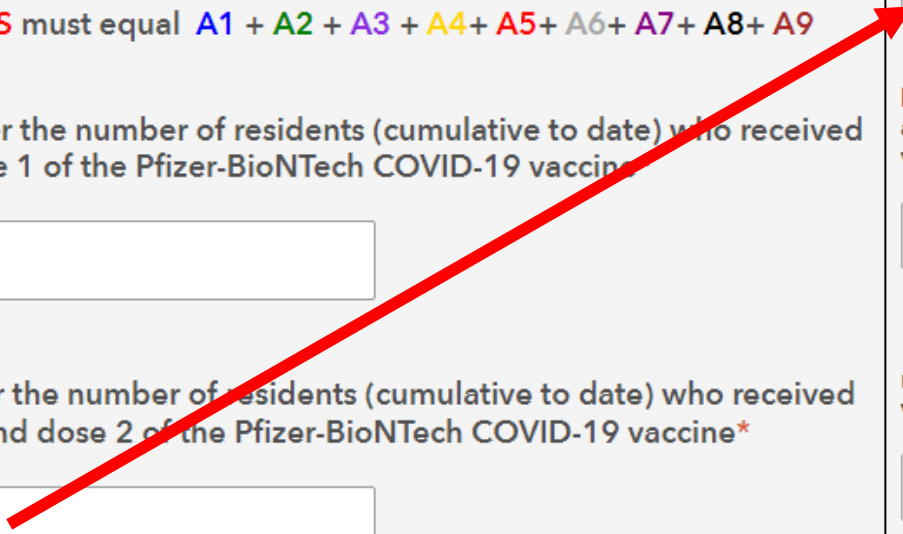 must equal A1 + A2 + A3 + A4+ A5+ A6+ A7+ A8+ A9
the number of residents (cumulative to date) who received
1 of the Pfizer-BioNTech COVID-19 vaccine
the number of residents (cumulative to date) who received
dose 2 of the Pfizer-BioNTech COVID-19 vaccine*